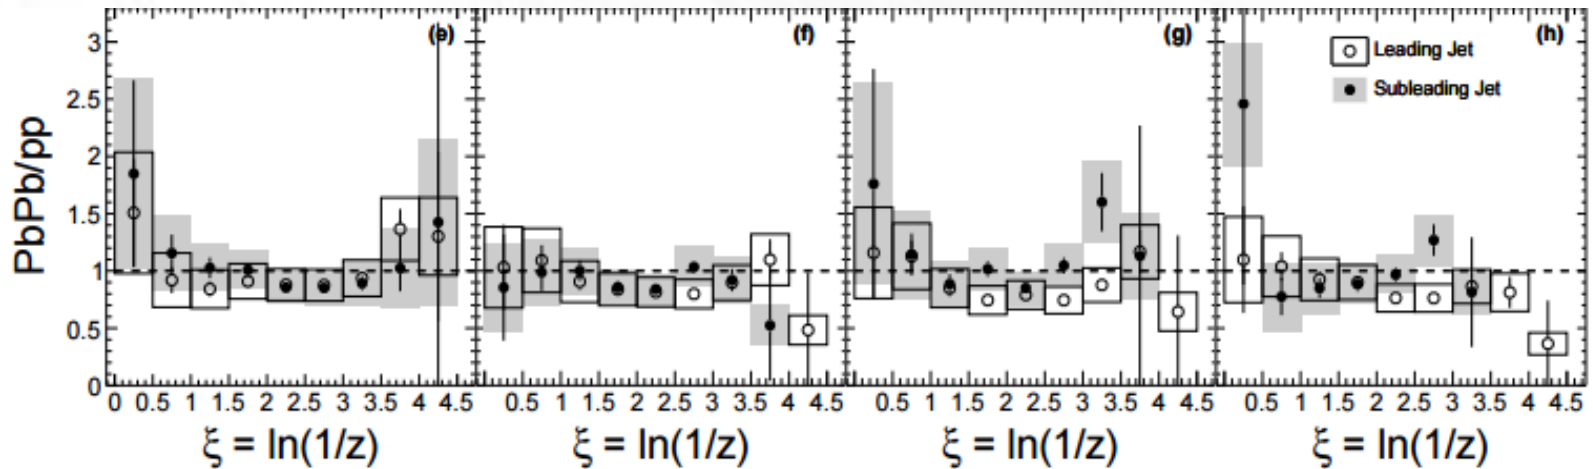 (e) (f) (g) (h)
Leading Jet
Subleading Jet
PbPb/pp
3
2.5
2
1.5
1
0.5
0
0 0.5 1 1.5 2 2.5 3 3.5 4 4.5 0.5 1 1.5 2 2.5 3 3.5 4 4.5 0.5 1 1.5 2 2.5 3 3.5 4 4.5 0.5 1 1.5 2 2.5 3 3.5 4 4.5
ξ = ln(1/z) ξ = ln(1/z) ξ = ln(1/z) ξ = ln(1/z)